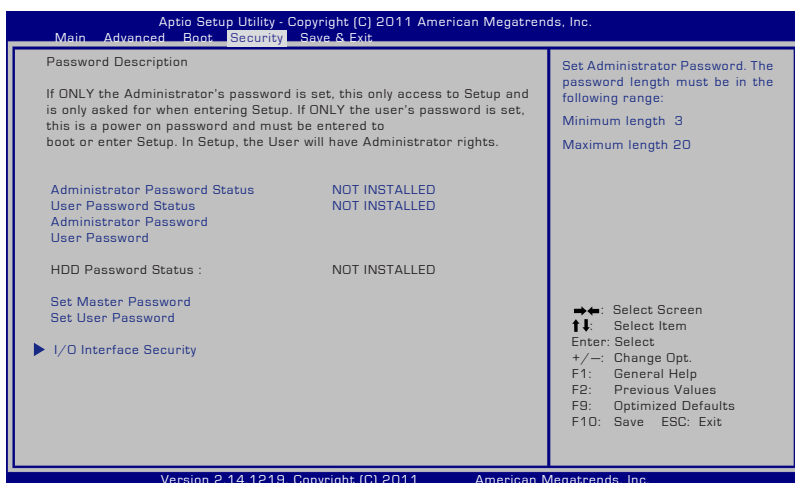 Aptio Setup Utility - Copyright (C) 2011 American Megatrends, Inc.
Main Advanced Boot Security Save & Exit
Password Description
If ONLY the Administrator's password is set, this only access to Setup and
is only asked for when entering Setup. If ONLY the user's password is set,
this is a power on password and must be entered to
boot or enter Setup. In Setup, the User will have Administrator rights.
Administrator Password Status NOT INSTALLED
User Password Status NOT INSTALLED
Administrator Password
User Password
HDD Password Status : NOT INSTALLED
Set Master Password
Set User Password
I/O Interface Security
Set Administrator Password. The
password length must be in the
following range:
Minimum length 3
Maximum length 20
→←: Select Screen
↑↓: Select Item
Enter: Select
+/—: Change Opt.
F1: General Help
F2: Previous Values
F9: Optimized Defaults
F10: Save ESC: Exit
Version 2.14.1219. Copyright (C) 2011 American Megatrends, Inc.